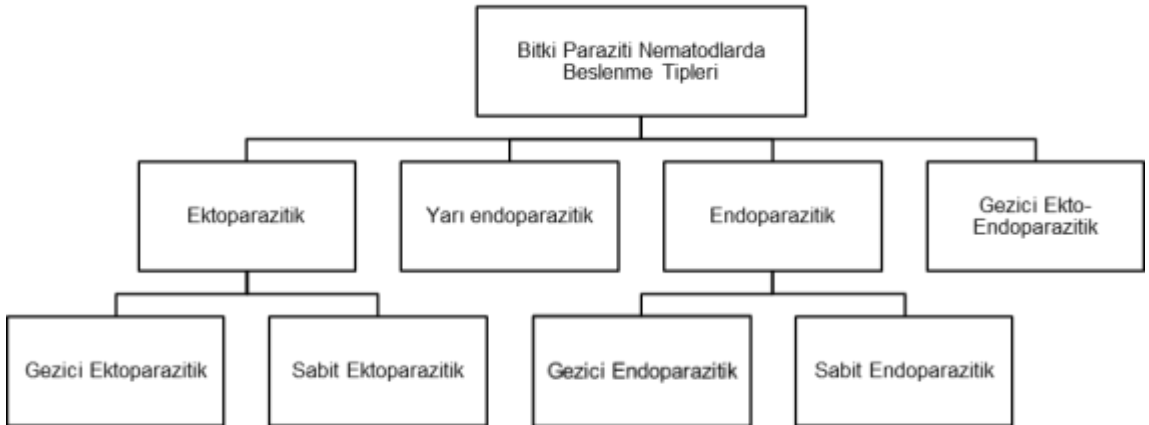 Bitki Paraziti Nematodlarda
Beslenme Tipleri
Ektoparazitik
Yarı endoparazitik
Endoparazitik
Gezici Ekto-
Endoparazitik
Gezici Ektoparazitik
Sabit Ektoparazitik
Gezici Endoparazitik
Sabit Endoparazitik